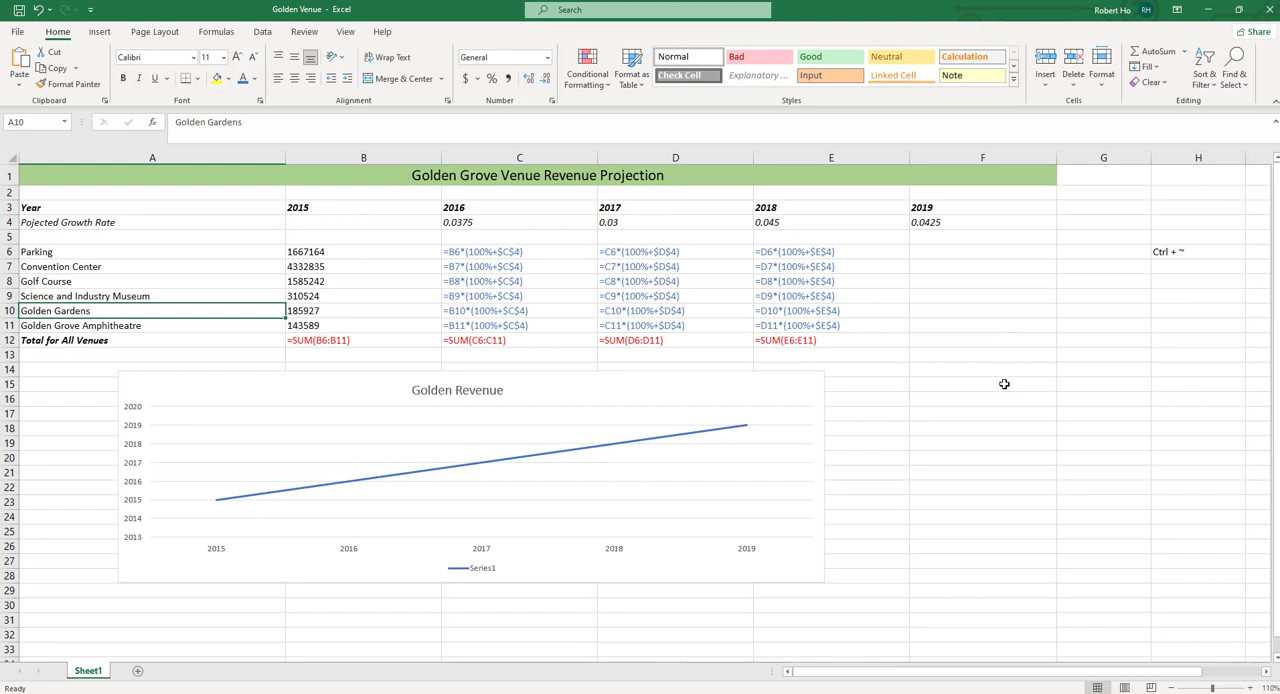 Golden Venue - Excel
Search
Robert Ho RH
File Home Insert Page Layout Formulas Data Review View Help Share
Paste Cut Copy Format Painter
Calibri 11 Wrap Text Merge & Center General
B I U $ % ,
Conditional Formatting Format as Table
Normal Bad Good Neutral Calculation
Check Cell Explanatory ... Input Linked Cell Note
Insert Delete Format
AutoSum Fill Clear Sort & Filter Find & Select
Clipboard Font Alignment Number Styles Cells Editing
A10 fx Golden Gardens
A B C D E F G H
1 Golden Grove Venue Revenue Projection
2
3 Year 2015 2016 2017 2018 2019
4 Pojected Growth Rate 0.0375 0.03 0.045 0.0425
5
6 Parking 1667164 =B6*(100%+$C$4) =C6*(100%+$D$4) =D6*(100%+$E$4) Ctrl + ~
7 Convention Center 4332835 =B7*(100%+$C$4) =C7*(100%+$D$4) =D7*(100%+$E$4)
8 Golf Course 1585242 =B8*(100%+$C$4) =C8*(100%+$D$4) =D8*(100%+$E$4)
9 Science and Industry Museum 310524 =B9*(100%+$C$4) =C9*(100%+$D$4) =D9*(100%+$E$4)
10 Golden Gardens 185927 =B10*(100%+$C$4) =C10*(100%+$D$4) =D10*(100%+$E$4)
11 Golden Grove Amphitheatre 143589 =B11*(100%+$C$4) =C11*(100%+$D$4) =D11*(100%+$E$4)
12 Total for All Venues =SUM(B6:B11) =SUM(C6:C11) =SUM(D6:D11) =SUM(E6:E11)
13
14
15 Golden Revenue
16 2020
17 2019
18 2018
19
20 2017
21 2016
22
23 2015
24 2014
25 2013
26 2015 2016 2017 2018 2019
27 Series1
28
29
30
31
32
33
Sheet1
Ready 110%